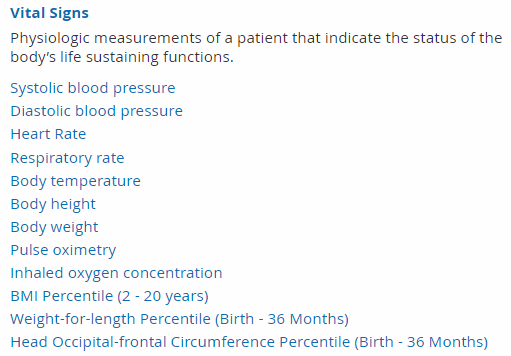 Vital Signs
Physiologic measurements of a patient that indicate the status of the
body’s life sustaining functions.
Systolic blood pressure
Diastolic blood pressure
Heart Rate
Respiratory rate
Body temperature
Body height
Body weight
Pulse oximetry
Inhaled oxygen concentration
BMI Percentile (2 - 20 years)
Weight-for-length Percentile (Birth - 36 Months)
Head Occipital-frontal Circumference Percentile (Birth - 36 Months)